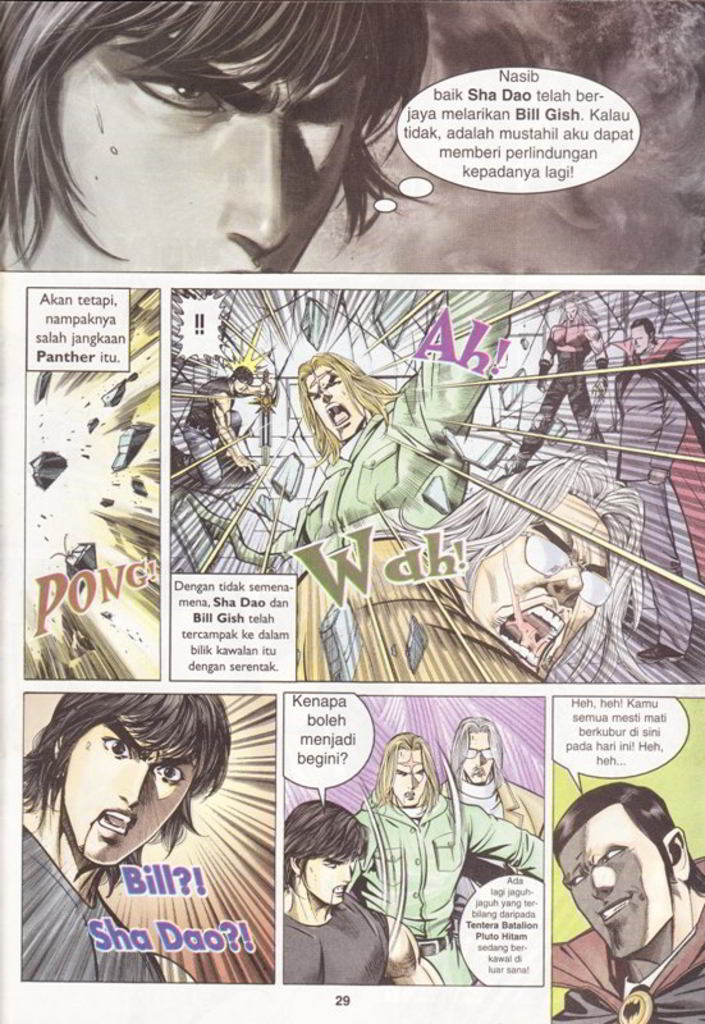 Nasib
baik Sha Dao telah ber-
jaya melarikan Bill Gish. Kalau
tidak, adalah mustahil aku dapat
memberi perlindungan
kepadanya lagi!
Akan tetapi,
nampaknya
salah jangkaan
Panther itu.
PONG!
!!
Ah!
Wah!
Dengan tidak semena-
mena, Sha Dao dan
Bill Gish telah
tercampak ke dalam
bilik kawalan itu
dengan serentak.
Bill?!
Sha Dao?!
Kenapa
boleh
menjadi
begini?
Ada
lagi jaguh-
jaguh yang ter-
bilang daripada
Tentera Batalion
Pluto Hitam
sedang ber-
kawal di
luar sana!
Heh, heh! Kamu
semua mesti mati
berkubur di sini
pada hari ini! Heh,
heh...
29